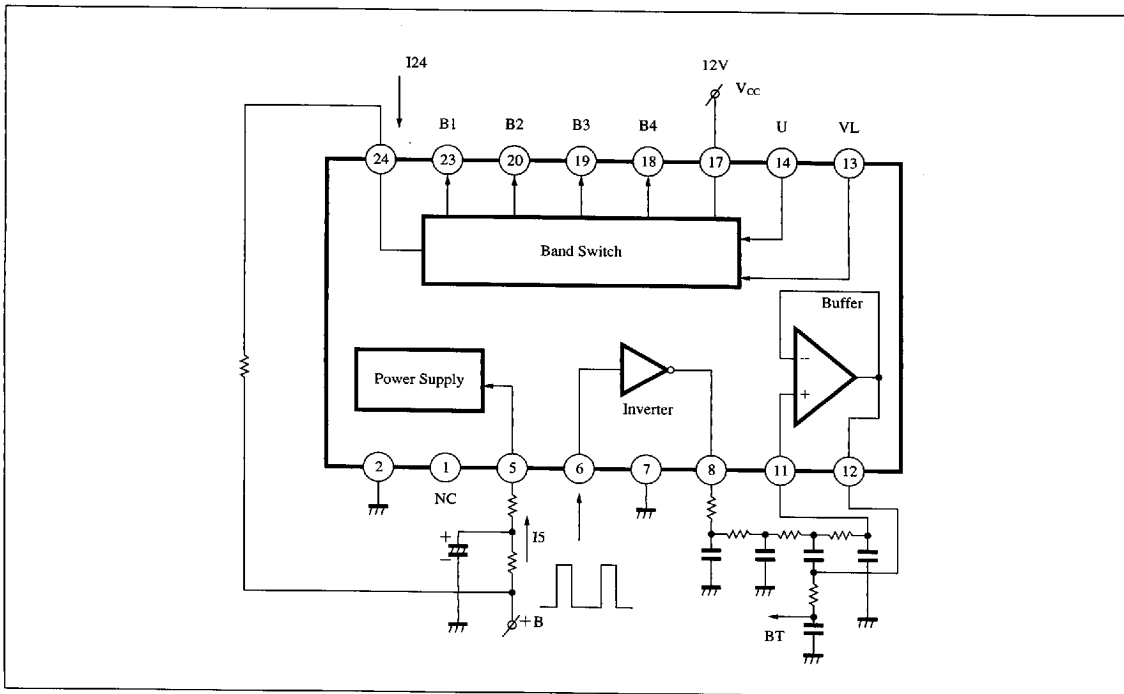 I24
12V
V_CC
B1 B2 B3 B4 U VL
24 23 20 19 18 17 14 13
Band Switch
Buffer
−
+
Power Supply
Inverter
2 1 5 6 7 8 11 12
NC
+
−
I5
+B
BT